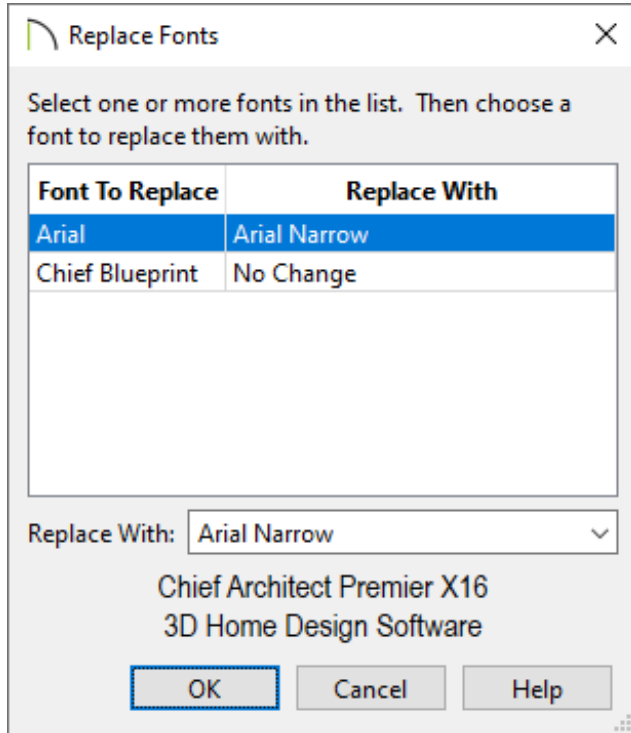 Replace Fonts
Select one or more fonts in the list. Then choose a
font to replace them with.
Font To Replace Replace With
Arial Arial Narrow
Chief Blueprint No Change
Replace With: Arial Narrow
Chief Architect Premier X16
3D Home Design Software
OK Cancel Help